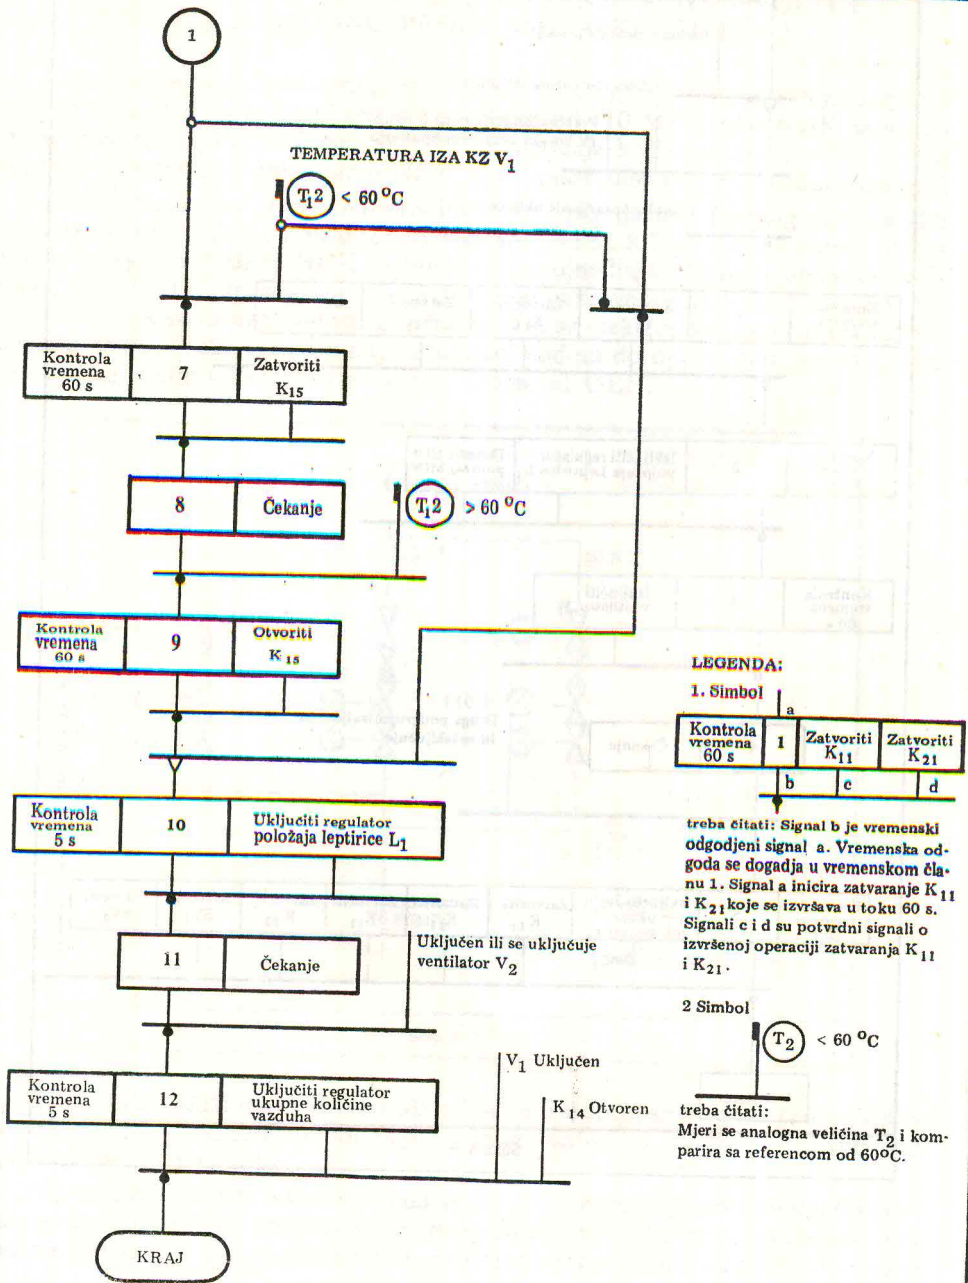 1
TEMPERATURA IZA KZ V₁
T₁2 < 60 °C
Kontrola
vremena
60 s
7
Zatvoriti
K₁₅
8
Čekanje
T₁2 > 60 °C
Kontrola
vremena
60 s
9
Otvoriti
K₁₅
Kontrola
vremena
5 s
10
Uključiti regulator
položaja leptirice L₁
11
Čekanje
Uključen ili se uključuje
ventilator V₂
Kontrola
vremena
5 s
12
Uključiti regulator
ukupne količine
vazduha
V₁ Uključen
K₁₄ Otvoren
KRAJ
LEGENDA:
1. Simbol
a
Kontrola
vremena
60 s
1
Zatvoriti
K₁₁
Zatvoriti
K₂₁
b
c
d
treba čitati: Signal b je vremenski
odgodjeni signal a. Vremenska od-
goda se dogadja u vremenskom čla-
nu 1. Signal a inicira zatvaranje K₁₁
i K₂₁ koje se izvršava u toku 60 s.
Signali c i d su potvrdni signali o
izvršenoj operaciji zatvaranja K₁₁
i K₂₁.
2 Simbol
T₂ < 60 °C
treba čitati:
Mjeri se analogna veličina T₂ i kom-
parira sa referencom od 60°C.